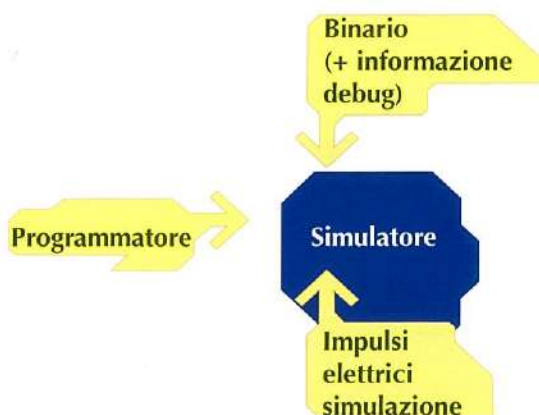 Binario
(+ informazione
debug)
Programmatore
Simulatore
Impulsi
elettrici
simulazione